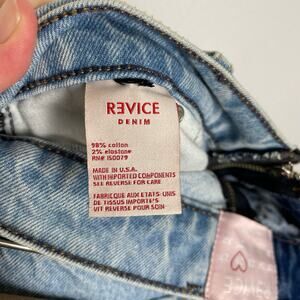 REVICE
DENIM
98% cotton
2% elastane
RN# 150079
MADE IN U.S.A.
WITH IMPORTED COMPONENTS
SEE REVERSE FOR CARE
FABRIQUE AUX ETATS-UNIS
DE TISSUS IMPORTE'S
VIT REVERSE POUR SOIN